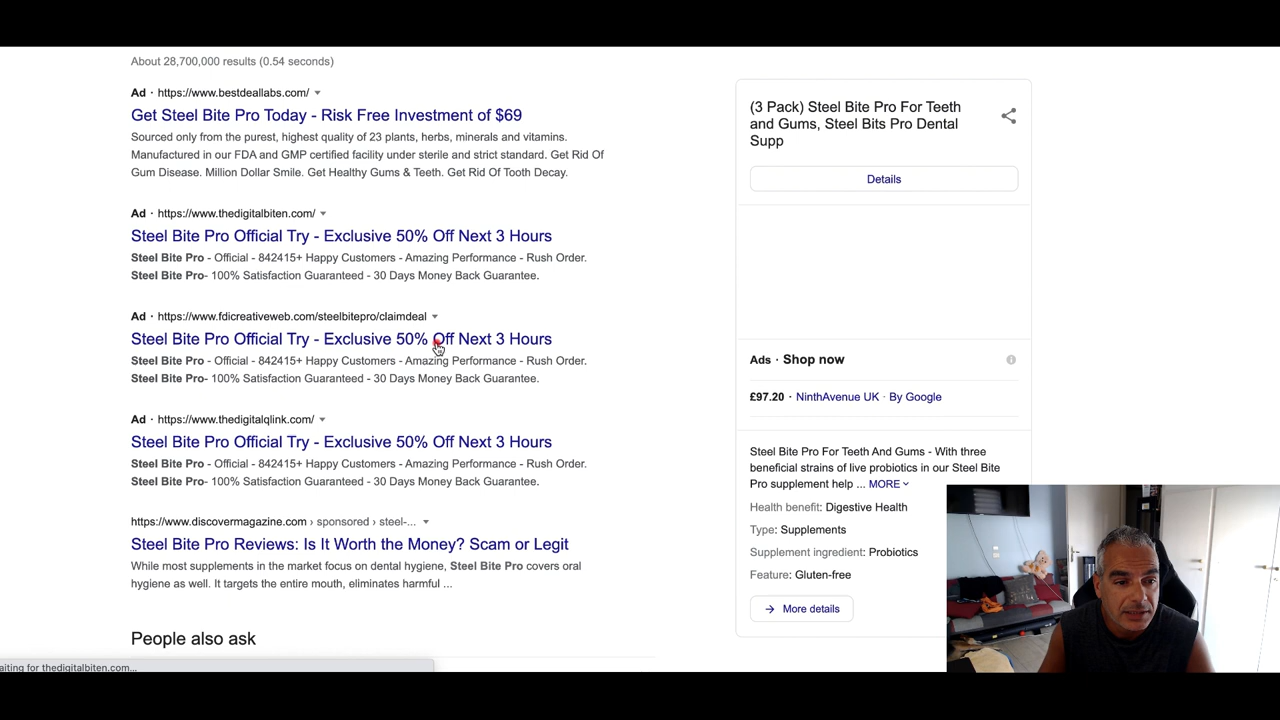 About 28,700,000 results (0.54 seconds)
Ad · https://www.bestdeallabs.com/
Get Steel Bite Pro Today - Risk Free Investment of $69
Sourced only from the purest, highest quality of 23 plants, herbs, minerals and vitamins.
Manufactured in our FDA and GMP certified facility under sterile and strict standard. Get Rid Of
Gum Disease. Million Dollar Smile. Get Healthy Gums & Teeth. Get Rid Of Tooth Decay.
Ad · https://www.thedigitalbiten.com/
Steel Bite Pro Official Try - Exclusive 50% Off Next 3 Hours
Steel Bite Pro - Official - 842415+ Happy Customers - Amazing Performance - Rush Order.
Steel Bite Pro- 100% Satisfaction Guaranteed - 30 Days Money Back Guarantee.
Ad · https://www.fdicreativeweb.com/steelbitepro/claimdeal
Steel Bite Pro Official Try - Exclusive 50% Off Next 3 Hours
Steel Bite Pro - Official - 842415+ Happy Customers - Amazing Performance - Rush Order.
Steel Bite Pro- 100% Satisfaction Guaranteed - 30 Days Money Back Guarantee.
Ad · https://www.thedigitalqlink.com/
Steel Bite Pro Official Try - Exclusive 50% Off Next 3 Hours
Steel Bite Pro - Official - 842415+ Happy Customers - Amazing Performance - Rush Order.
Steel Bite Pro- 100% Satisfaction Guaranteed - 30 Days Money Back Guarantee.
https://www.discovermagazine.com › sponsored › steel-...
Steel Bite Pro Reviews: Is It Worth the Money? Scam or Legit
While most supplements in the market focus on dental hygiene, Steel Bite Pro covers oral
hygiene as well. It targets the entire mouth, eliminates harmful ...
People also ask
aiting for thedigitalbiten.com...
(3 Pack) Steel Bite Pro For Teeth
and Gums, Steel Bits Pro Dental
Supp
Details
Ads · Shop now
£97.20 · NinthAvenue UK · By Google
Steel Bite Pro For Teeth And Gums - With three
beneficial strains of live probiotics in our Steel Bite
Pro supplement help ... MORE
Health benefit: Digestive Health
Type: Supplements
Supplement ingredient: Probiotics
Feature: Gluten-free
More details